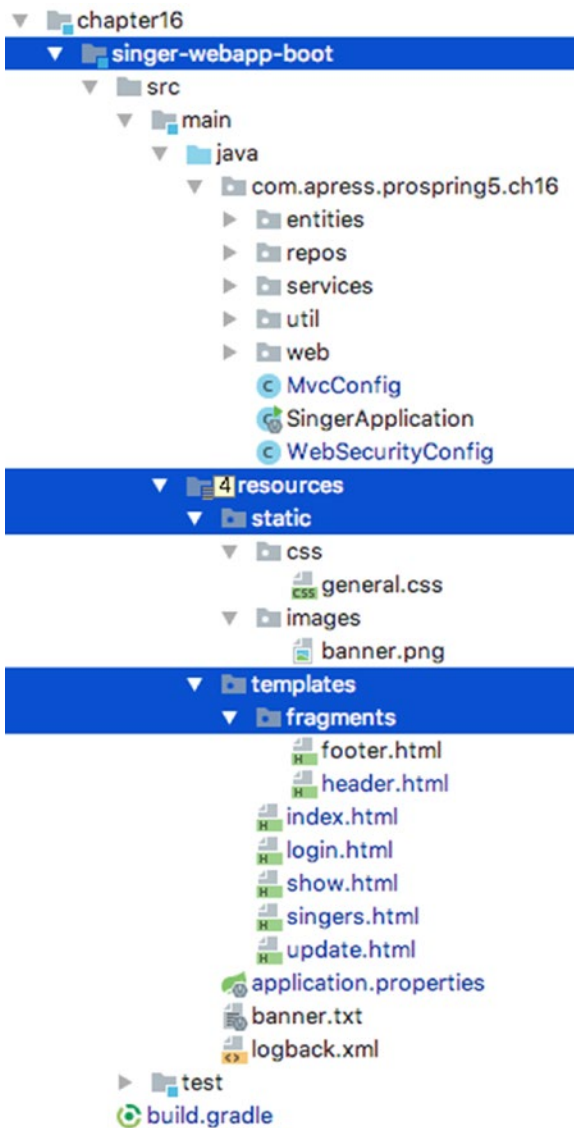 chapter16
singer-webapp-boot
src
main
java
com.apress.prospring5.ch16
entities
repos
services
util
web
C MvcConfig
C SingerApplication
C WebSecurityConfig
4 resources
static
css
CSS general.css
images
banner.png
templates
fragments
H footer.html
H header.html
H index.html
H login.html
H show.html
H singers.html
H update.html
application.properties
banner.txt
<> logback.xml
test
build.gradle